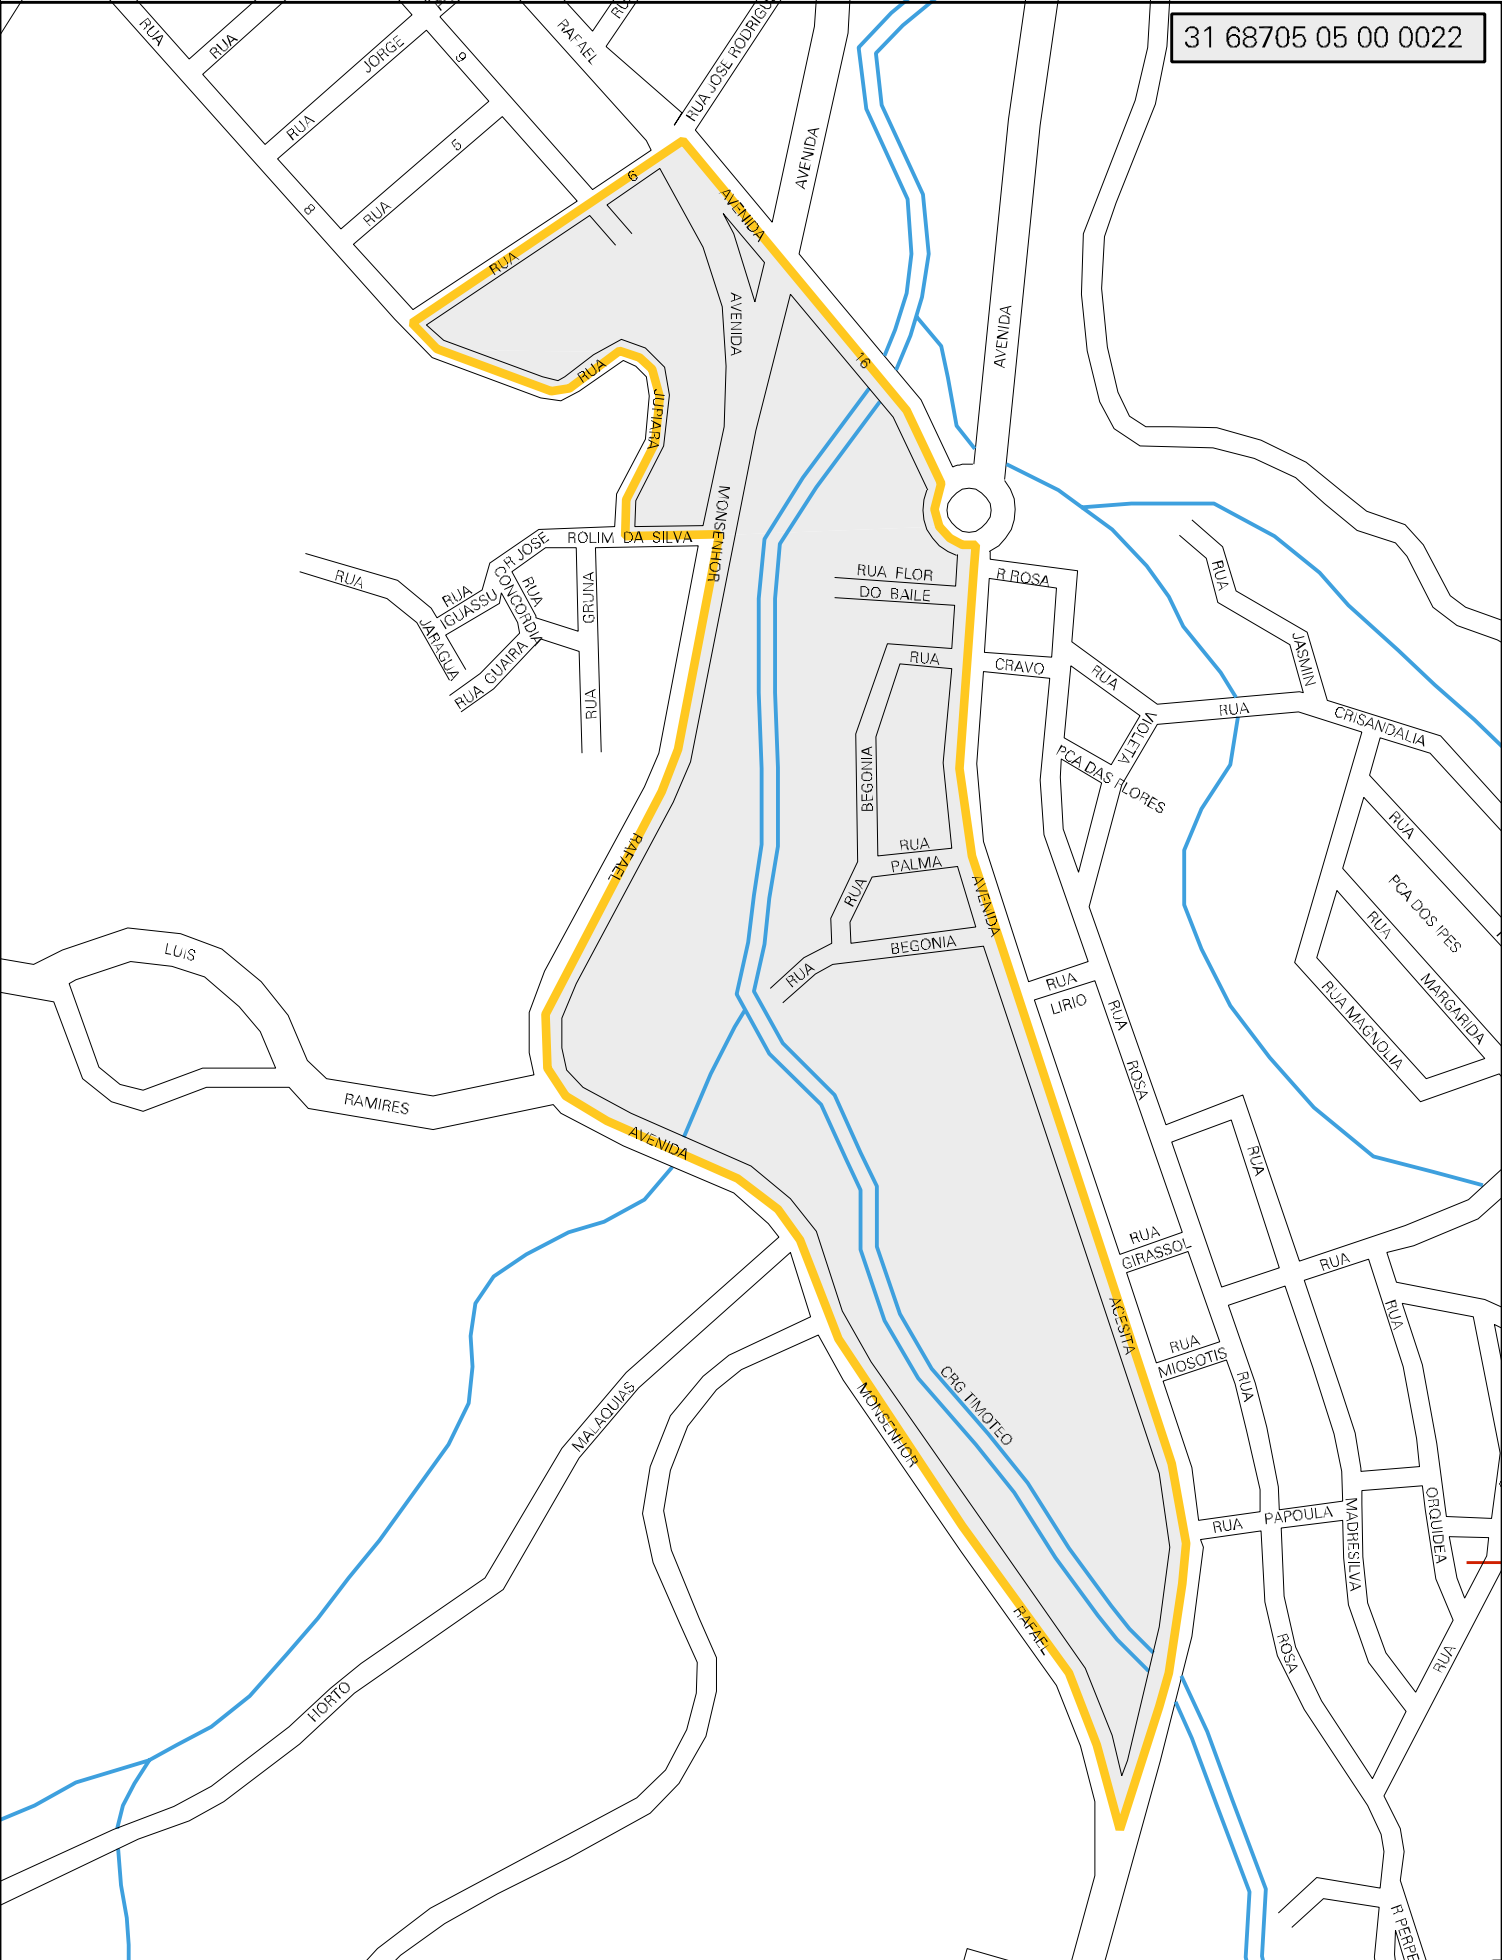 31 68705 05 00 0022
RUA
RUA
JORGE
9
RAFAEL
RUA JOSE RODRIGU
RUA
5
RUA
8
6
RUA
AVENIDA
AVENIDA
AVENIDA
AVENIDA
16
RUA
JUPIARA
MONSENHOR
ROLIM DA SILVA
R JOSE
RUA
RUA
IGUASSU
CONCORDIA
RUA
GRUNA
JARAGUA
RUA GUAIRA
RUA
RUA FLOR
DO BAILE
R ROSA
RUA
CRAVO
RUA
RUA
JASMIN
RUA
CRISANDALIA
VIOLETA
PCA DAS FLORES
BEGONIA
RUA
PALMA
RUA
RAFAEL
AVENIDA
BEGONIA
RUA
RUA
LIRIO
RUA
ROSA
RUA
PCA DOS IPES
RUA
MARGARIDA
RUA MAGNOLIA
LUIS
RAMIRES
AVENIDA
RUA
RUA
GIRASSOL
RUA
RUA
ACESITA
RUA
MIOSOTIS
RUA
CRG TIMOTEO
MONSENHOR
MALAQUIAS
RUA
PAPOULA
MADRESILVA
ORQUIDEA
RAFAEL
ROSA
RUA
HORTO
R PERPE